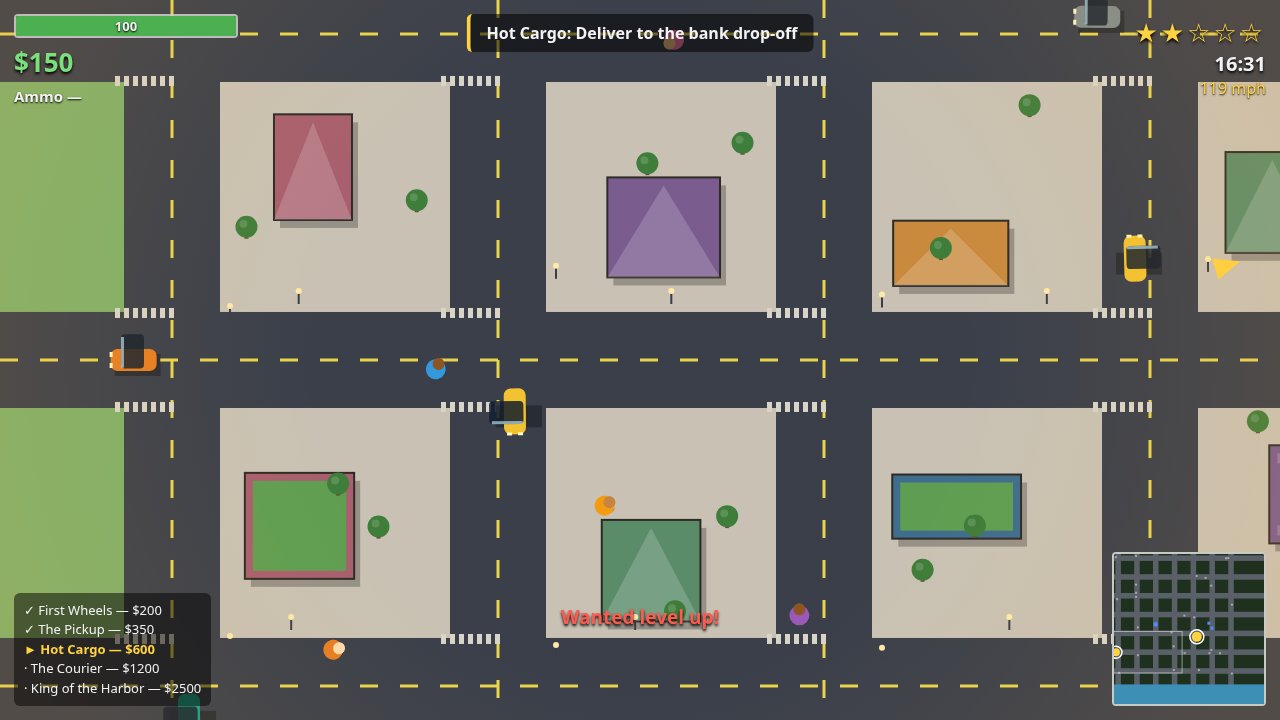 100
Hot Cargo: Deliver to the bank drop-off
★★☆☆☆
$150
16:31
Ammo —
119 mph
Wanted level up!
✓ First Wheels — $200
✓ The Pickup — $350
► Hot Cargo — $600
· The Courier — $1200
· King of the Harbor — $2500